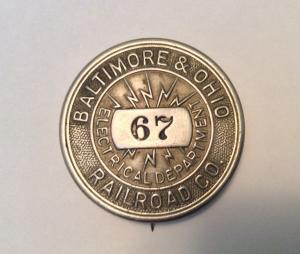 BALTIMORE & OHIO
RAILROAD CO.
ELECTRICAL DEPARTMENT
67